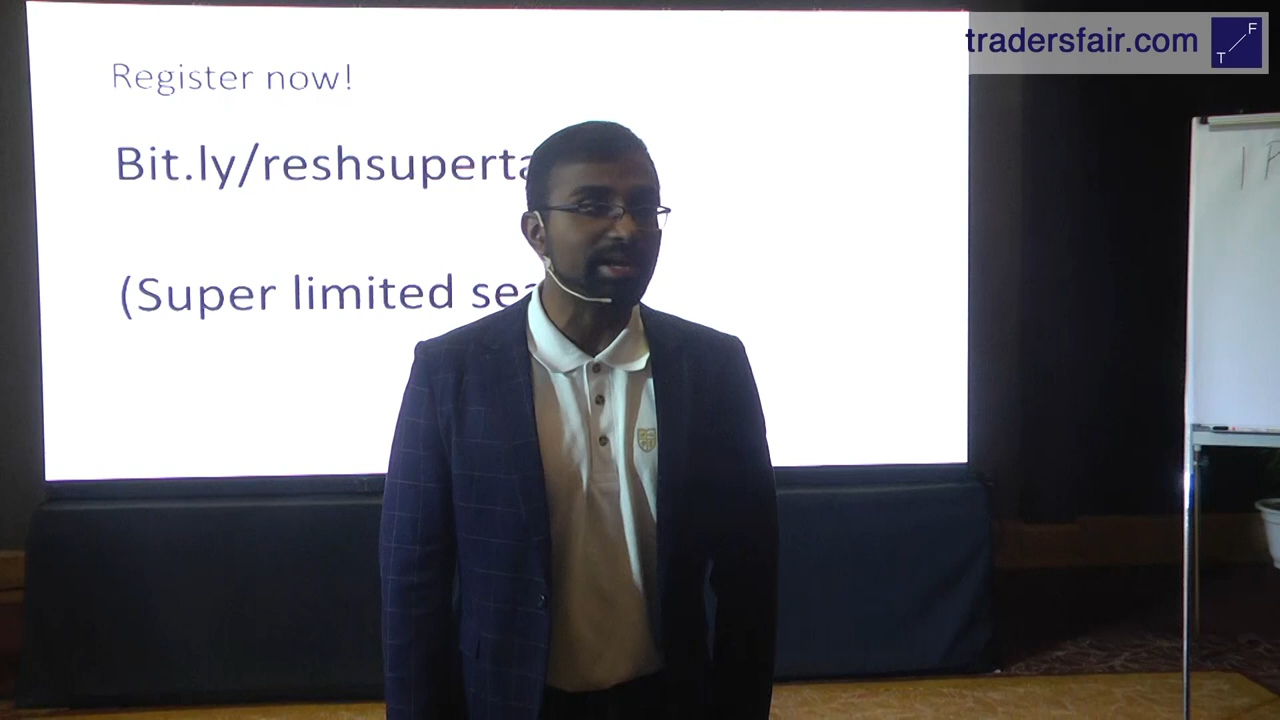 tradersfair.com
F
T
Register now!
Bit.ly/reshsuperta
(Super limited sea